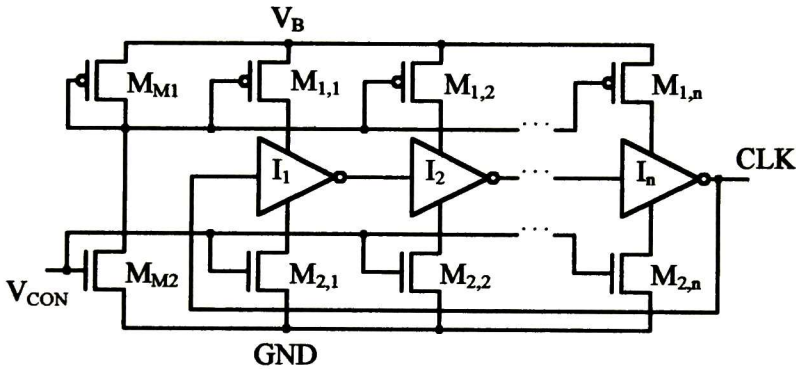 V_B
M_M1
M_1,1
M_1,2
...
M_1,n
I_1
I_2
...
I_n
CLK
...
V_CON
M_M2
M_2,1
M_2,2
M_2,n
GND